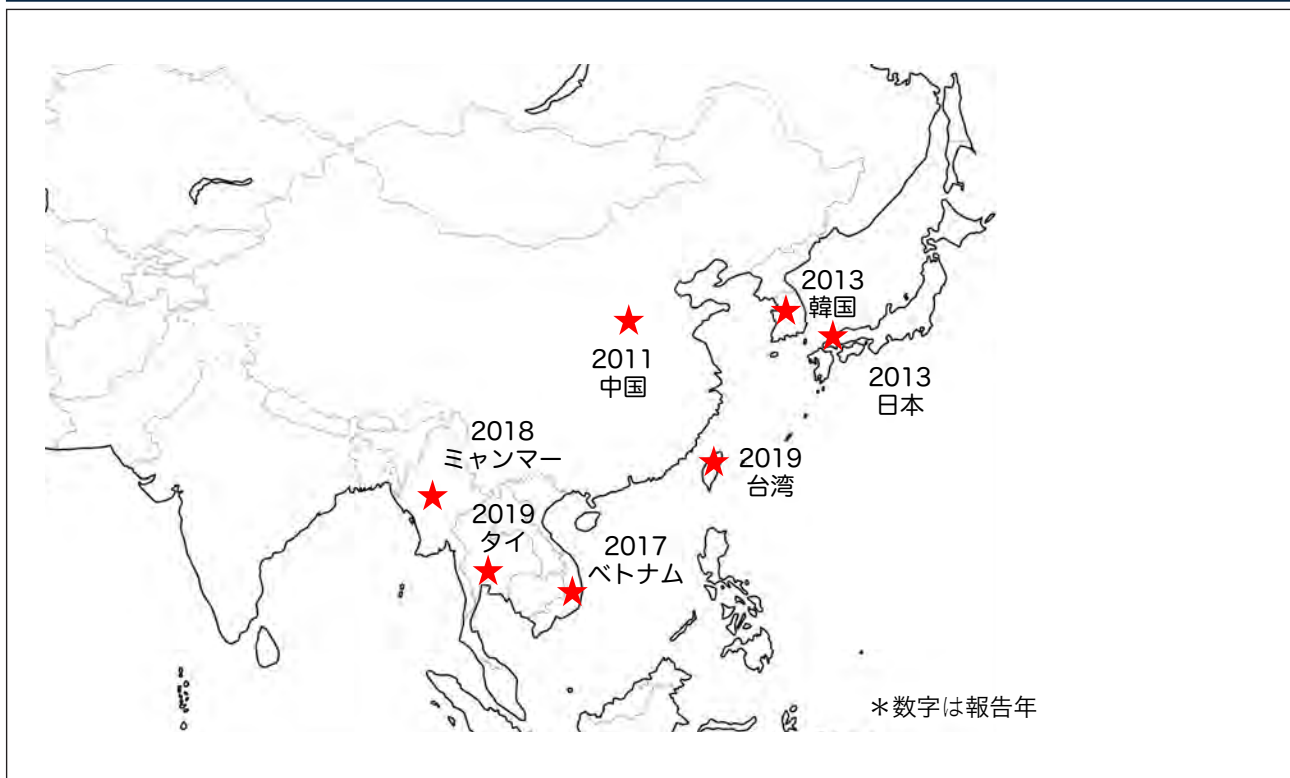 2013
韓国
2011
中国
2013
日本
2018
ミャンマー
2019
台湾
2019
タイ
2017
ベトナム
＊数字は報告年